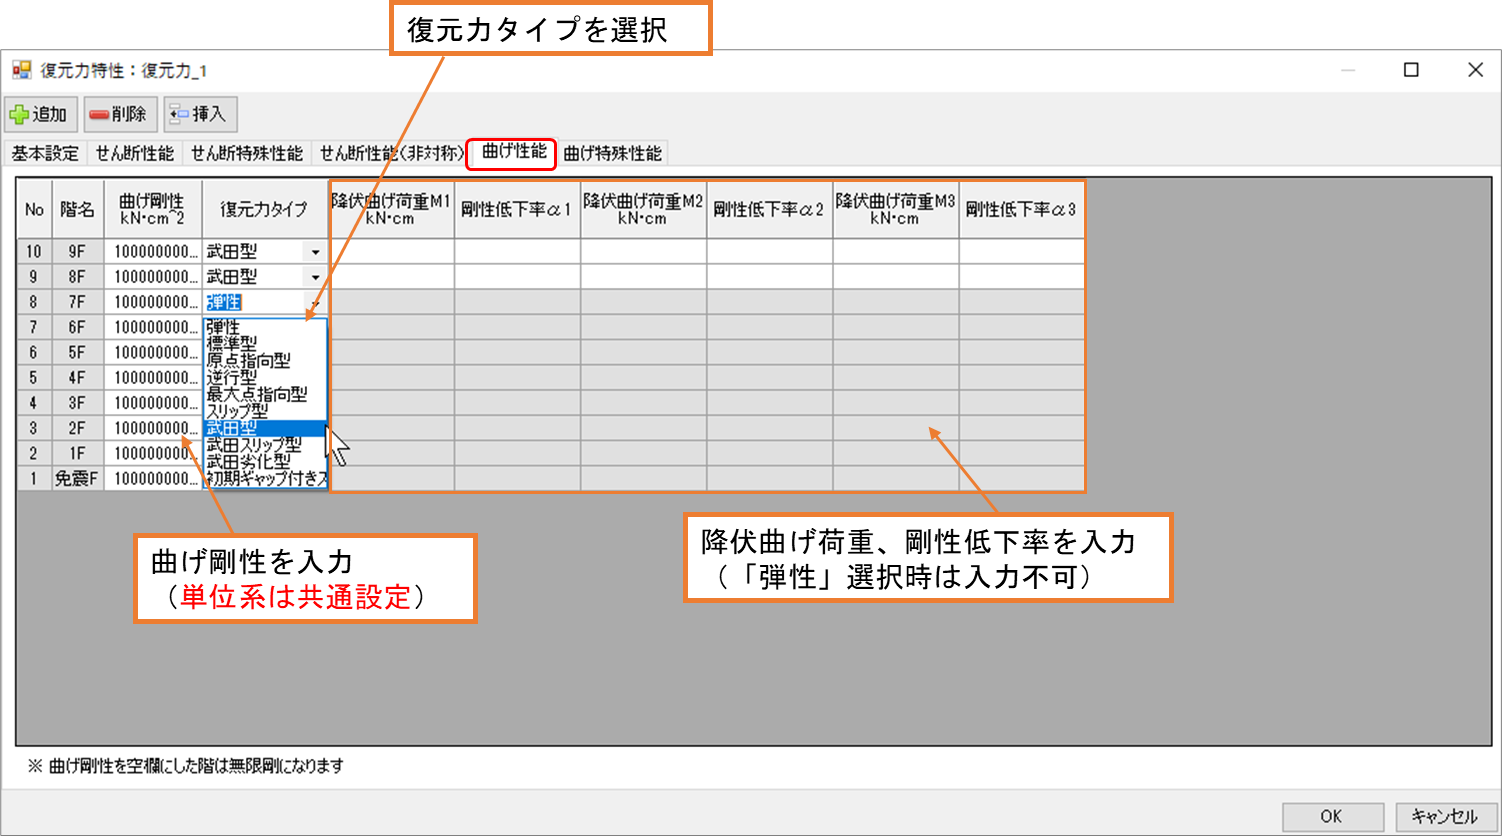 復元力タイプを選択
復元力特性：復元力_1
追加 削除 挿入
基本設定 せん断性能 せん断特殊性能 せん断性能(非対称) 曲げ性能 曲げ特殊性能
No 階名 曲げ剛性 kN･cm^2 復元力タイプ 降伏曲げ荷重M1 kN･cm 剛性低下率α1 降伏曲げ荷重M2 kN･cm 剛性低下率α2 降伏曲げ荷重M3 kN･cm 剛性低下率α3
10 9F 100000000... 武田型
9 8F 100000000... 武田型
8 7F 100000000... 弾性
7 6F 100000000...
6 5F 100000000...
5 4F 100000000...
4 3F 100000000...
3 2F 100000000...
2 1F 100000000...
1 免震F 100000000...
弾性
標準型
原点指向型
逆行型
最大点指向型
スリップ型
武田型
武田スリップ型
武田劣化型
初期ギャップ付きス
曲げ剛性を入力
（単位系は共通設定）
降伏曲げ荷重、剛性低下率を入力
（「弾性」選択時は入力不可）
※ 曲げ剛性を空欄にした階は無限剛になります
OK キャンセル